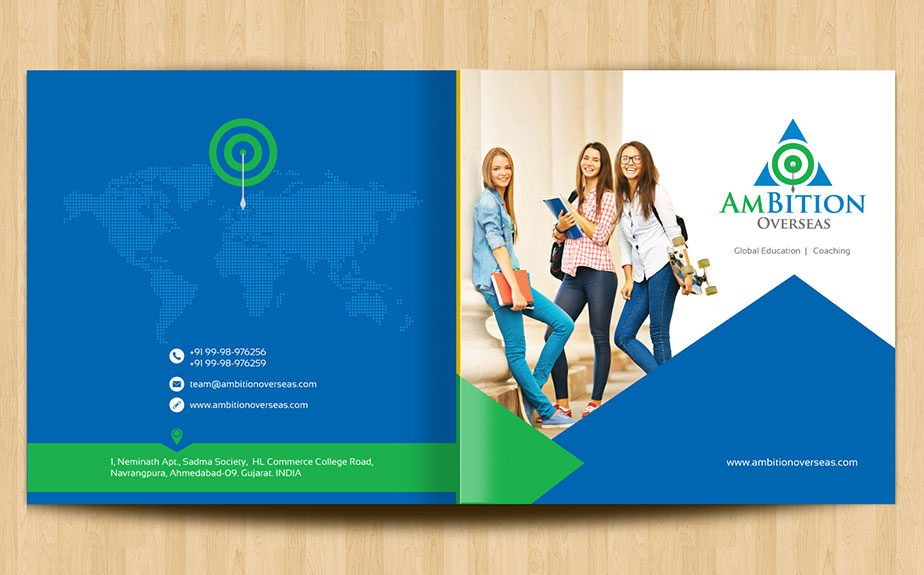 +91 99-98-976256
+91 99-98-976259
team@ambitionoverseas.com
www.ambitionoverseas.com
1, Neminath Apt., Sadma Society, HL Commerce College Road,
Navrangpura, Ahmedabad-09. Gujarat. INDIA
AMBITION
OVERSEAS
Global Education | Coaching
www.ambitionoverseas.com